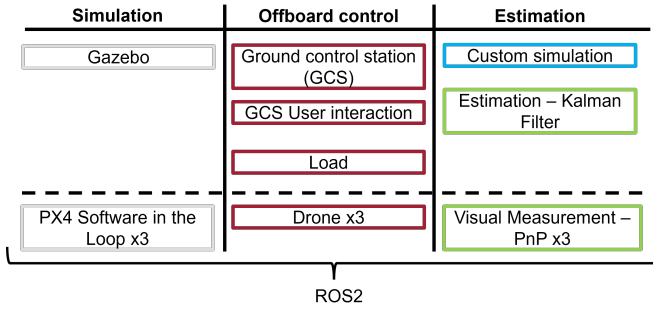 Simulation
Offboard control
Estimation
Gazebo
Ground control station
(GCS)
Custom simulation
GCS User interaction
Estimation – Kalman
Filter
Load
PX4 Software in the
Loop x3
Drone x3
Visual Measurement –
PnP x3
ROS2